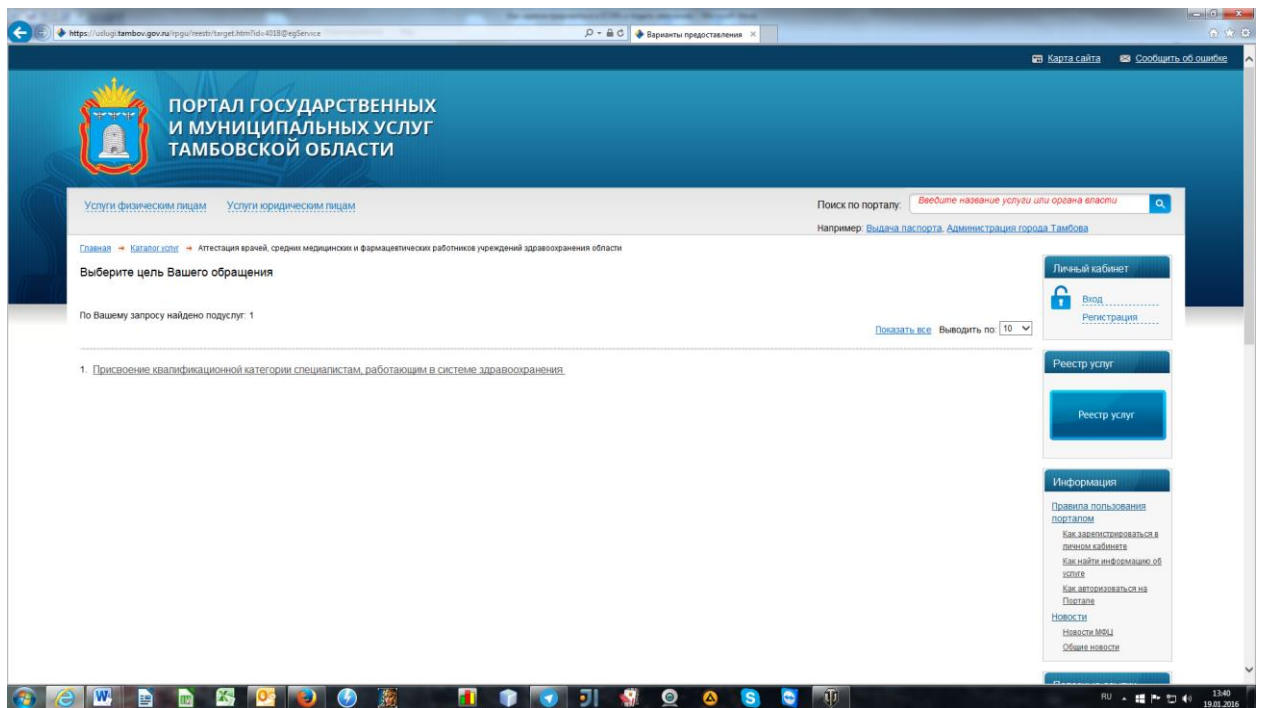 https://uslugi.tambov.gov.ru/rpgu/reestr/target.htm?id=4018@egService
Варианты предоставления
Карта сайта
Сообщить об ошибке
ПОРТАЛ ГОСУДАРСТВЕННЫХ
И МУНИЦИПАЛЬНЫХ УСЛУГ
ТАМБОВСКОЙ ОБЛАСТИ
Услуги физическим лицам
Услуги юридическим лицам
Поиск по порталу:
Введите название услуги или органа власти
Например: Выдача паспорта, Администрация города Тамбова
Главная → Каталог услуг → Аттестация врачей, средних медицинских и фармацевтических работников учреждений здравоохранения области
Выберите цель Вашего обращения
По Вашему запросу найдено подуслуг: 1
Показать все Выводить по: 10
1. Присвоение квалификационной категории специалистам, работающим в системе здравоохранения
Личный кабинет
Вход
Регистрация
Реестр услуг
Реестр услуг
Информация
Правила пользования
порталом
Как зарегистрироваться в
личном кабинете
Как найти информацию об
услуге
Как авторизоваться на
Портале
Новости
Новости МФЦ
Общие новости
RU
13:40
19.01.2016